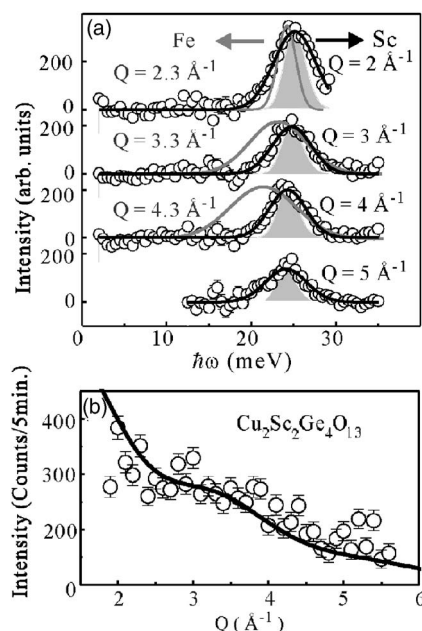 (a)
Fe
Sc
200
Q = 2.3 Å⁻¹
Q = 2 Å⁻¹
0
200
Q = 3.3 Å⁻¹
Q = 3 Å⁻¹
0
200
Q = 4.3 Å⁻¹
Q = 4 Å⁻¹
0
200
Q = 5 Å⁻¹
0
Intensity (arb. units)
0 10 20 30
ħω (meV)
(b)
Cu₂Sc₂Ge₄O₁₃
400
300
200
100
0
Intensity (Counts/5min.)
2 3 4 5 6
Q (Å⁻¹)